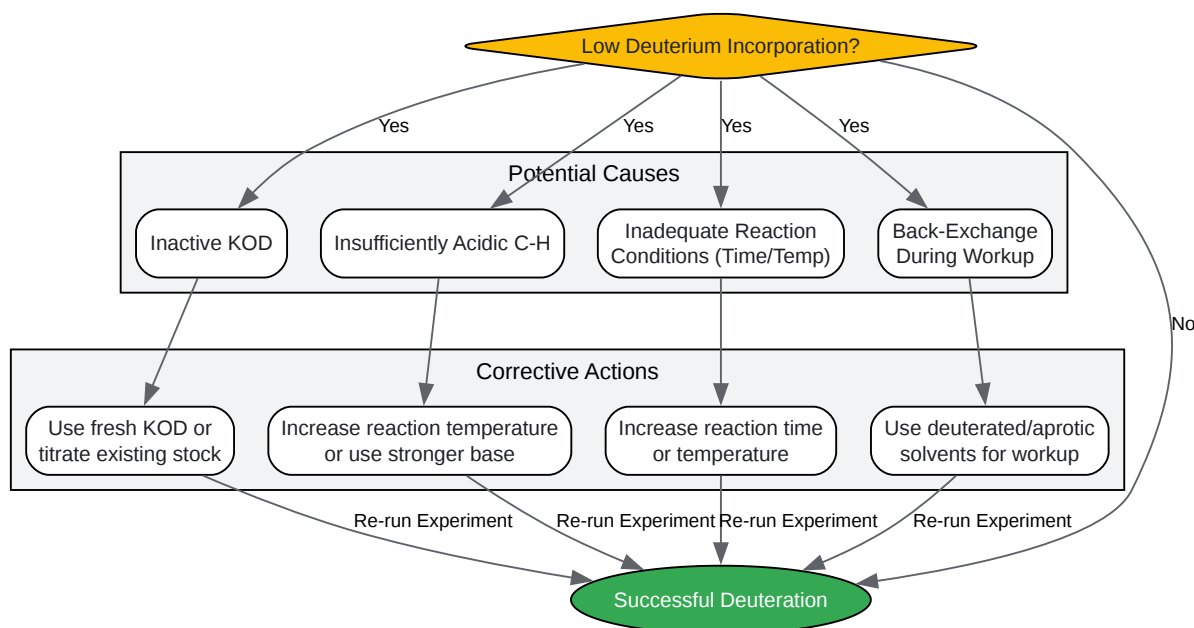 Low Deuterium Incorporation?
Yes
Yes
Yes
Yes
Potential Causes
Inactive KOD
Insufficiently Acidic C-H
Inadequate Reaction
Conditions (Time/Temp)
Back-Exchange
During Workup
No
Corrective Actions
Use fresh KOD or
titrate existing stock
Increase reaction temperature
or use stronger base
Increase reaction time
or temperature
Use deuterated/aprotic
solvents for workup
Re-run Experiment
Re-run Experiment
Re-run Experiment
Re-run Experiment
Successful Deuteration